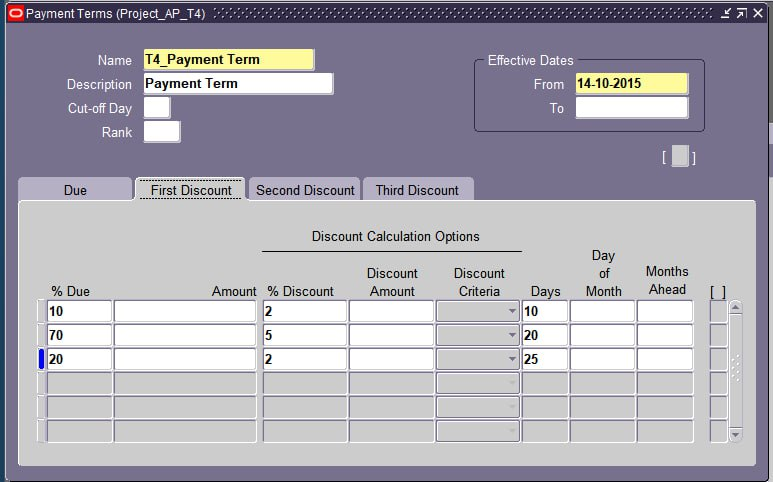 Payment Terms (Project_AP_T4)
Name T4_Payment Term
Description Payment Term
Cut-off Day
Rank
Effective Dates
From 14-10-2015
To
[ ]
Due First Discount Second Discount Third Discount
Discount Calculation Options
% Due Amount % Discount Discount Amount Discount Criteria Days Day of Month Months Ahead [ ]
10 2 10
70 5 20
20 2 25